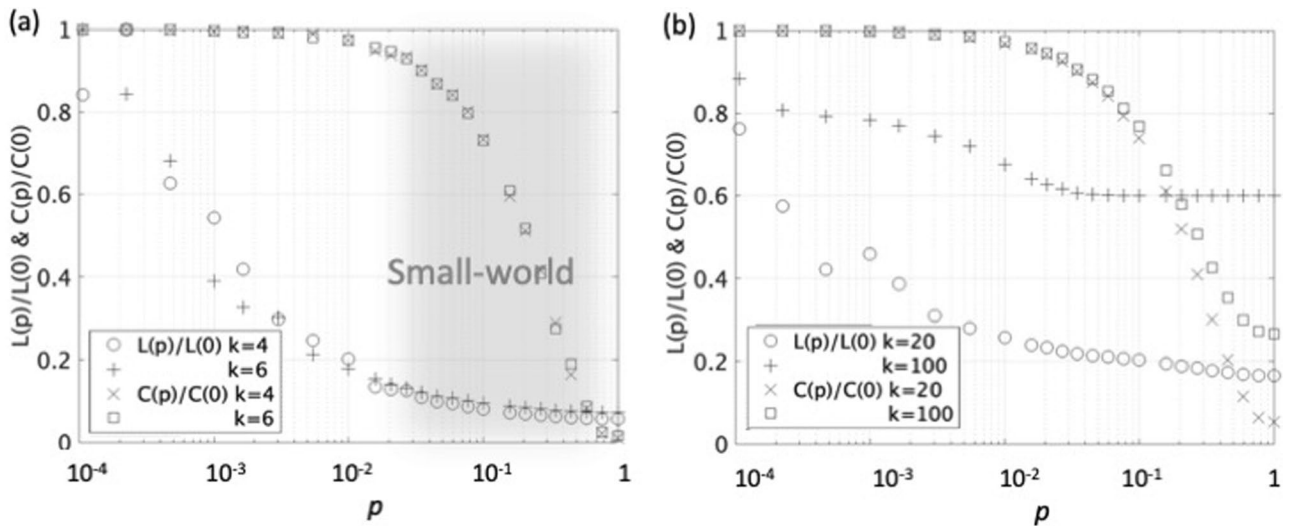 (a)
L(p)/L(0) & C(p)/C(0)
1
0.8
0.6
0.4
0.2
0
Small-world
L(p)/L(0) k=4
k=6
C(p)/C(0) k=4
k=6
10-4
10-3
10-2
10-1
1
p
(b)
L(p)/L(0) & C(p)/C(0)
1
0.8
0.6
0.4
0.2
0
L(p)/L(0) k=20
k=100
C(p)/C(0) k=20
k=100
10-4
10-3
10-2
10-1
1
p